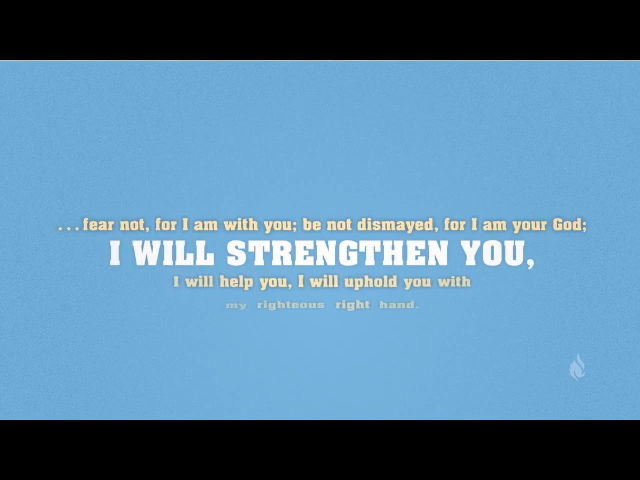 ...fear not, for I am with you; be not dismayed, for I am your God;
I WILL STRENGTHEN YOU,
I will help you, I will uphold you with
my righteous right hand.